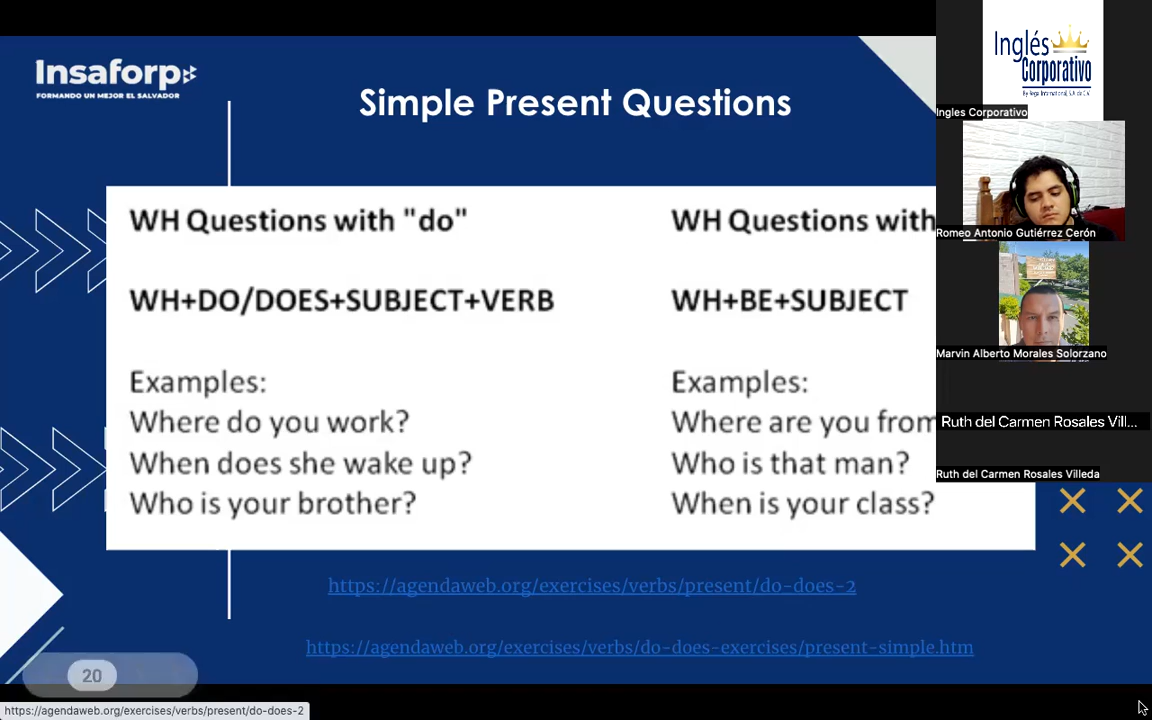 Insaforp
FORMANDO UN MEJOR EL SALVADOR
Simple Present Questions
WH Questions with "do"
WH+DO/DOES+SUBJECT+VERB
Examples:
Where do you work?
When does she wake up?
Who is your brother?
WH Questions with
WH+BE+SUBJECT
Examples:
Where are you from
Who is that man?
When is your class?
https://agendaweb.org/exercises/verbs/present/do-does-2
https://agendaweb.org/exercises/verbs/do-does-exercises/present-simple.htm
20
https://agendaweb.org/exercises/verbs/present/do-does-2
Inglés
Corporativo
Ingles Corporativo
Romeo Antonio Gutiérrez Cerón
Marvin Alberto Morales Solorzano
Ruth del Carmen Rosales Vill...
Ruth del Carmen Rosales Villeda